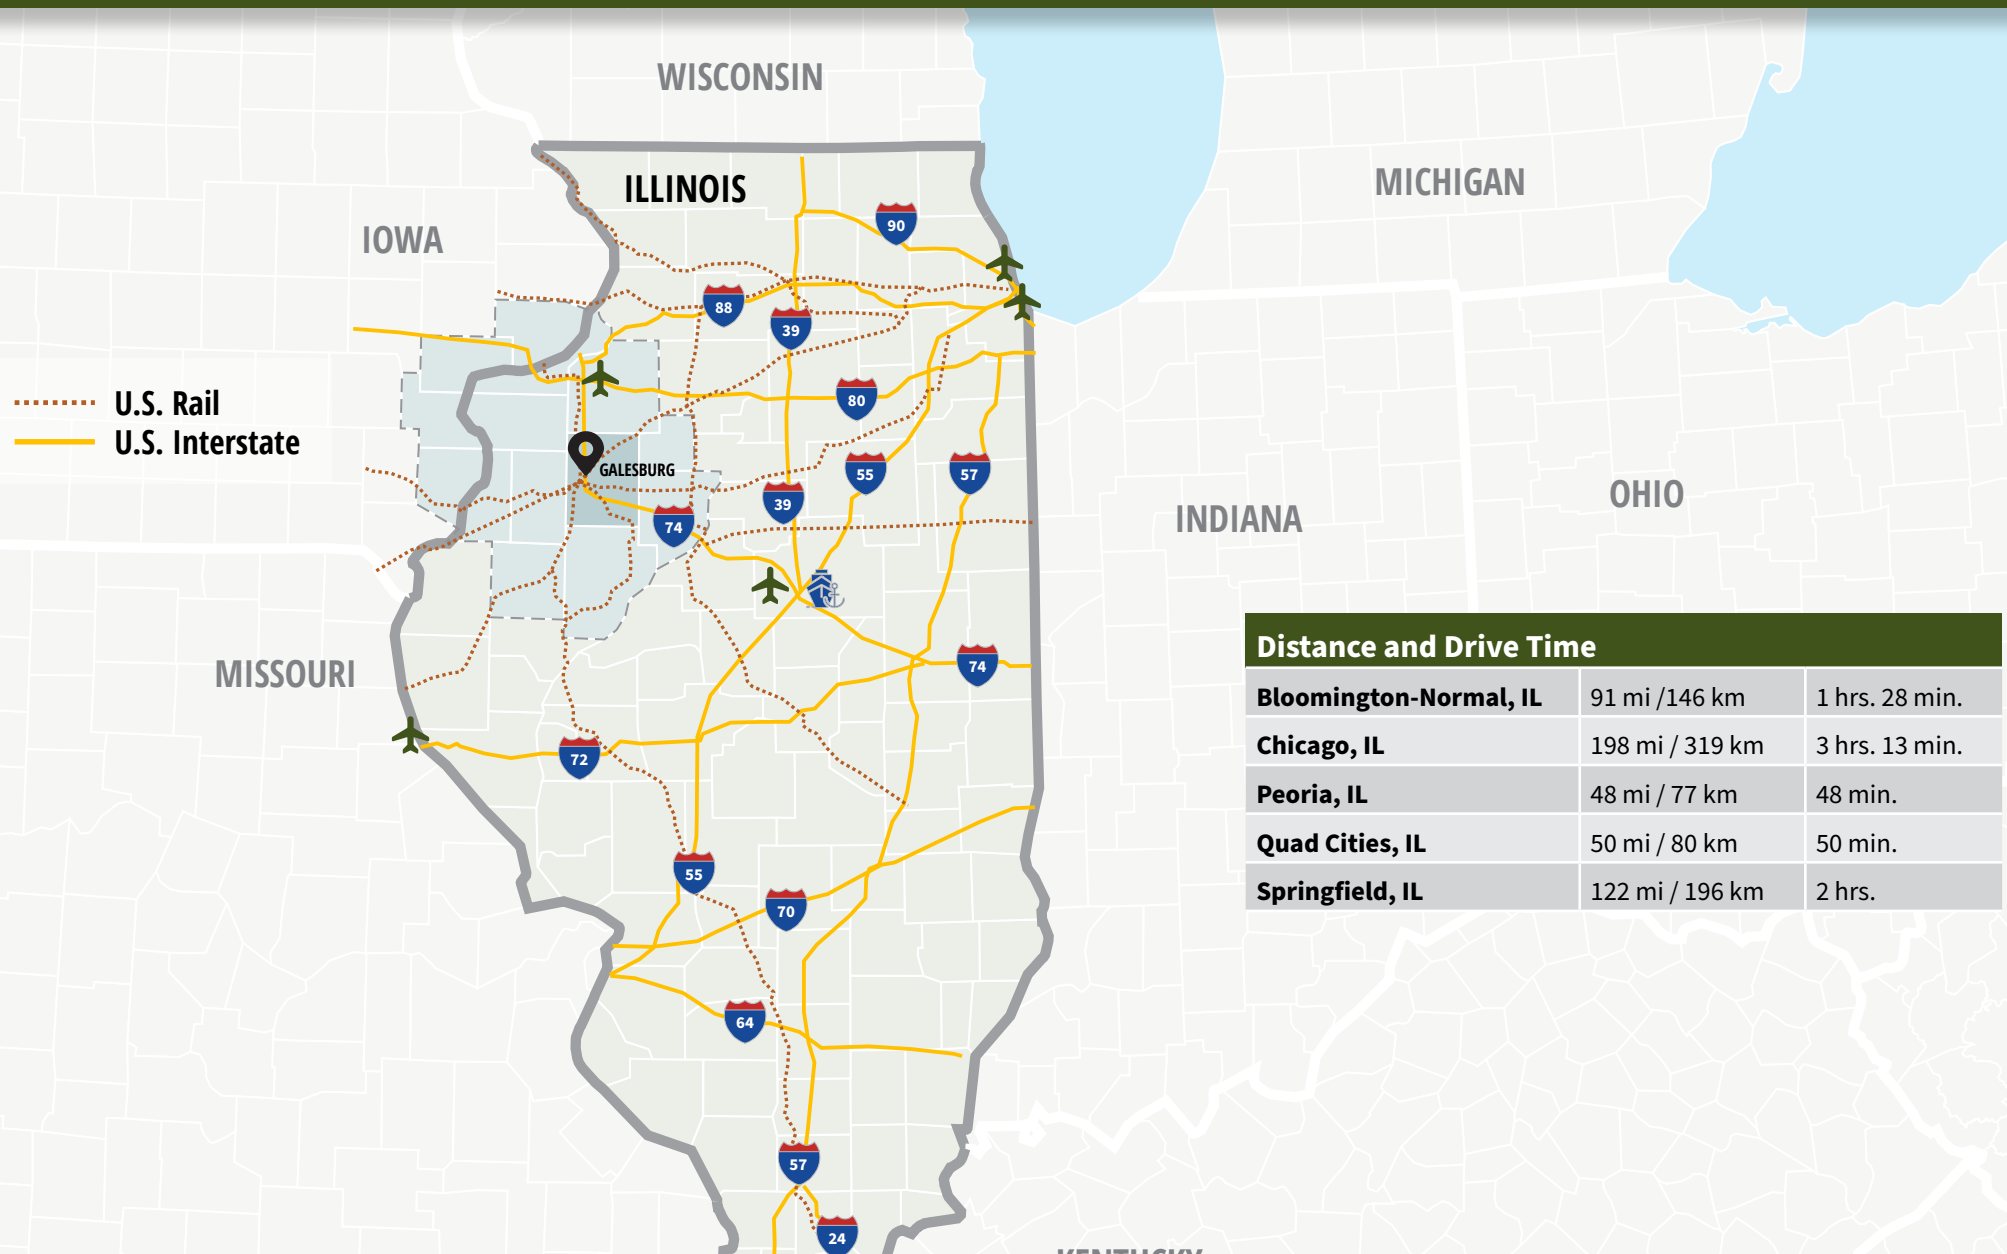 WISCONSIN
ILLINOIS
MICHIGAN
IOWA
90
88
39
U.S. Rail
U.S. Interstate
80
GALESBURG
55
57
39
74
INDIANA
OHIO
MISSOURI
74
72
Distance and Drive Time
Bloomington-Normal, IL 91 mi /146 km 1 hrs. 28 min.
Chicago, IL 198 mi / 319 km 3 hrs. 13 min.
Peoria, IL 48 mi / 77 km 48 min.
Quad Cities, IL 50 mi / 80 km 50 min.
Springfield, IL 122 mi / 196 km 2 hrs.
55
70
64
57
24
KENTUCKY